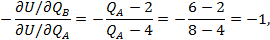 −∂U/∂Q_B / ∂U/∂Q_A = −Q_A − 2 / Q_A − 4 = −6 − 2 / 8 − 4 = −1,